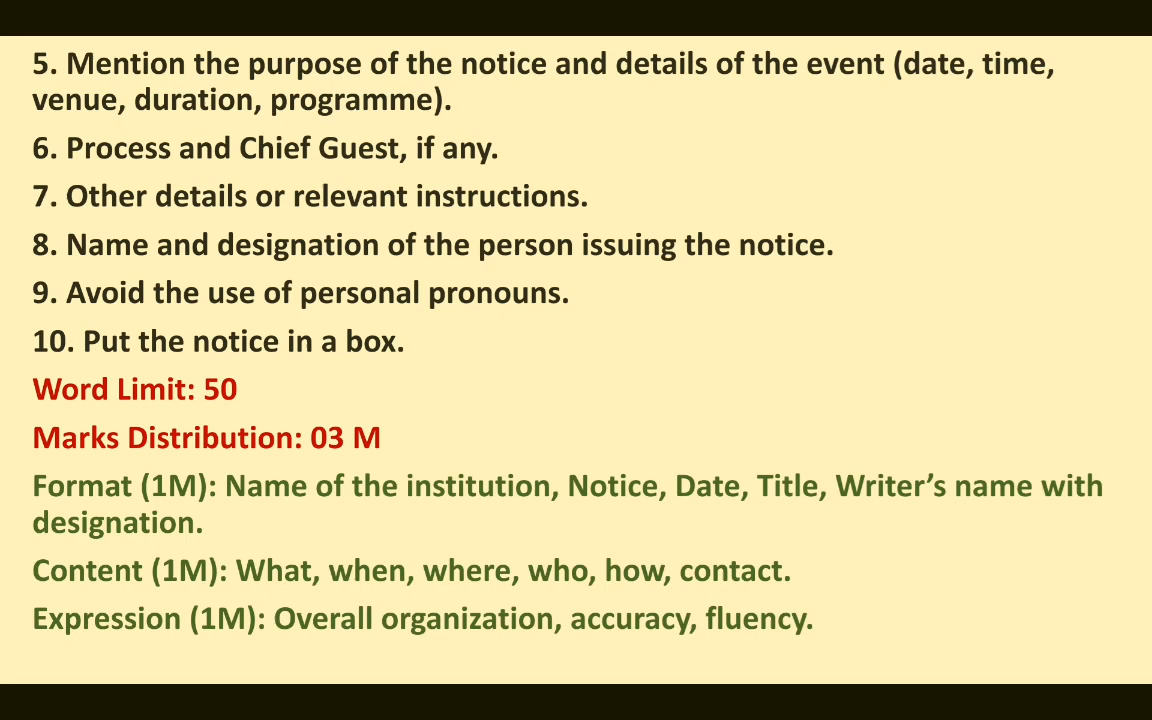 5. Mention the purpose of the notice and details of the event (date, time,
venue, duration, programme).
6. Process and Chief Guest, if any.
7. Other details or relevant instructions.
8. Name and designation of the person issuing the notice.
9. Avoid the use of personal pronouns.
10. Put the notice in a box.
Word Limit: 50
Marks Distribution: 03 M
Format (1M): Name of the institution, Notice, Date, Title, Writer’s name with
designation.
Content (1M): What, when, where, who, how, contact.
Expression (1M): Overall organization, accuracy, fluency.